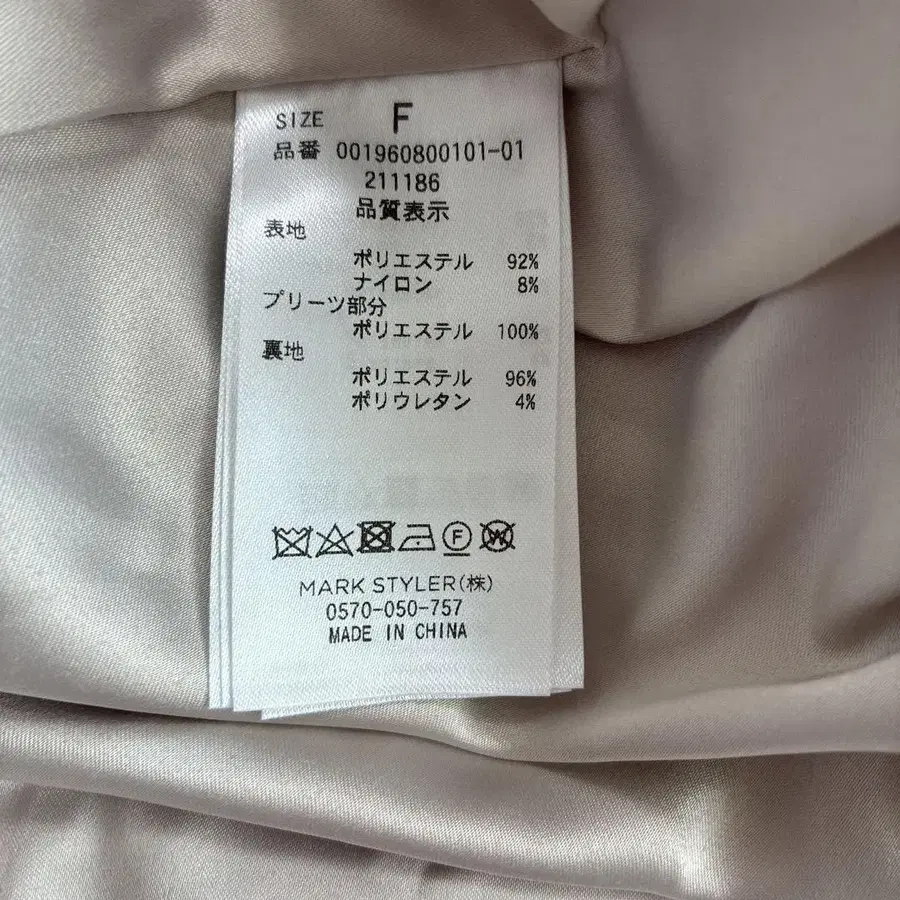 SIZE F
品番 001960800101-01
211186
品質表示
表地
ポリエステル 92%
ナイロン 8%
プリーツ部分
ポリエステル 100%
裏地
ポリエステル 96%
ポリウレタン 4%
F W
MARK STYLER(株)
0570-050-757
MADE IN CHINA